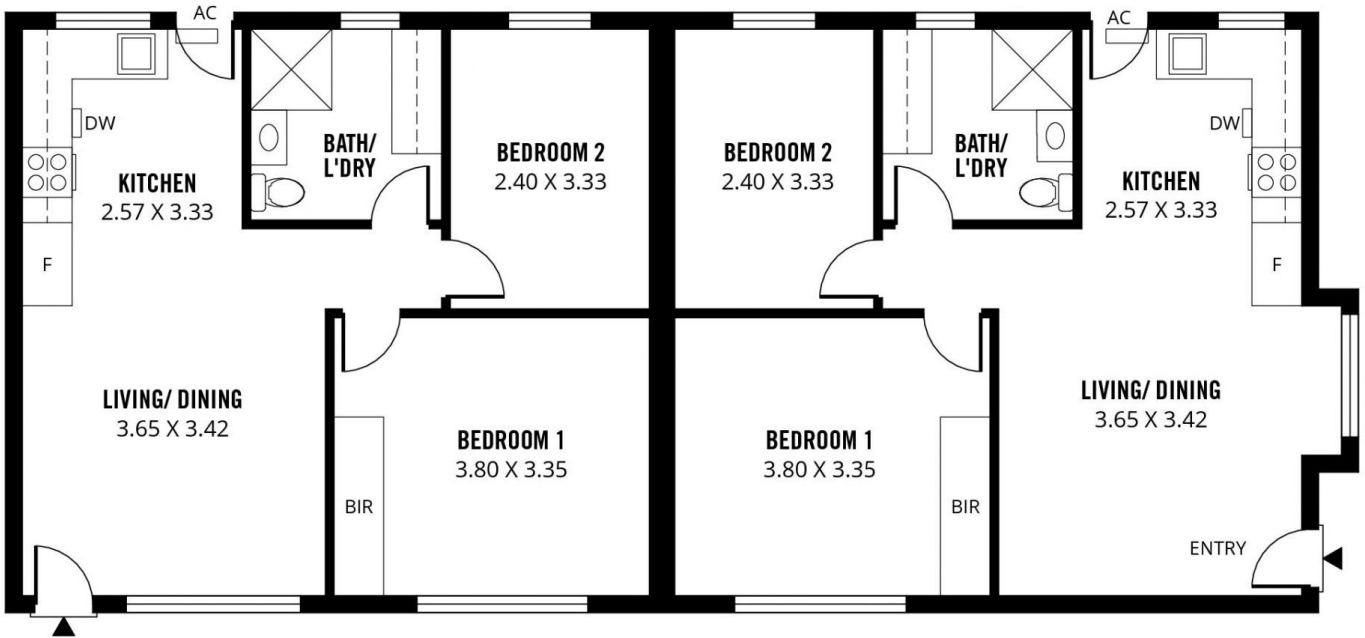 AC
AC
DW
BATH/
L'DRY
BEDROOM 2
2.40 X 3.33
BEDROOM 2
2.40 X 3.33
BATH/
L'DRY
DW
KITCHEN
2.57 X 3.33
KITCHEN
2.57 X 3.33
F
F
LIVING/ DINING
3.65 X 3.42
BEDROOM 1
3.80 X 3.35
BEDROOM 1
3.80 X 3.35
LIVING/ DINING
3.65 X 3.42
BIR
BIR
ENTRY